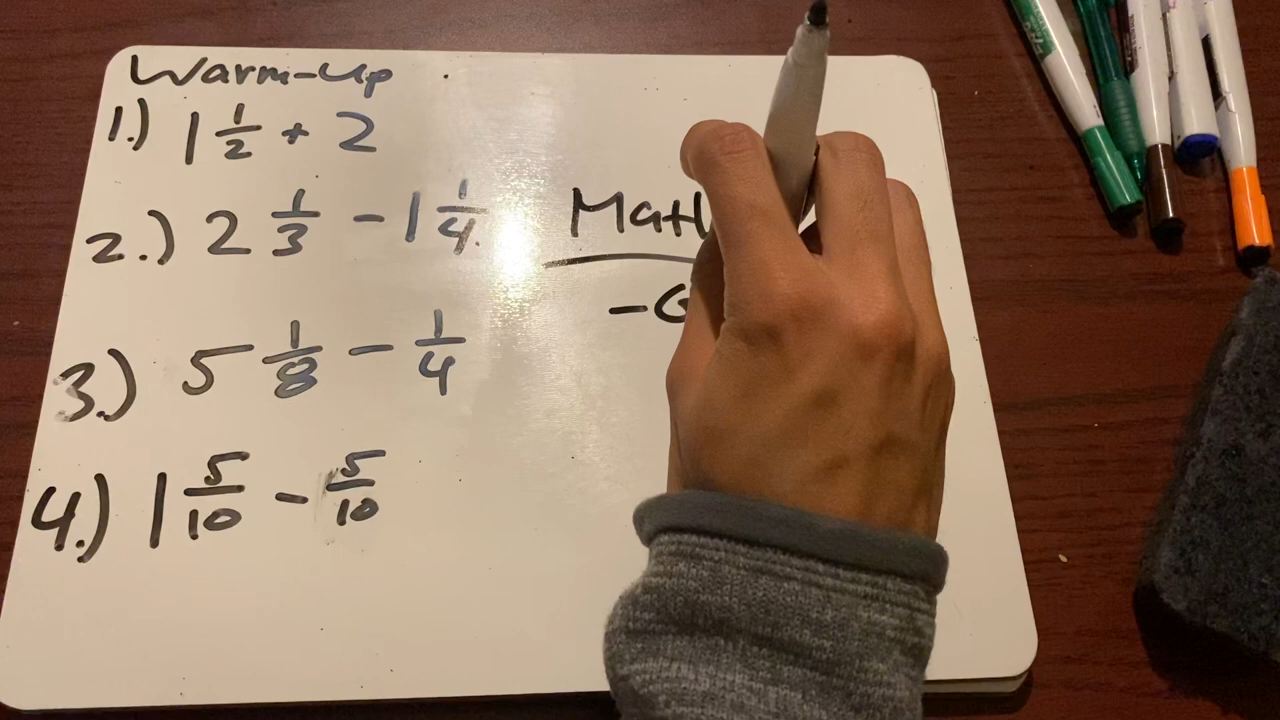 Warm-Up
1.) 1 1/2 + 2
2.) 2 1/3 - 1 1/4
3.) 5 1/8 - 1/4
4.) 1 5/10 - 5/10